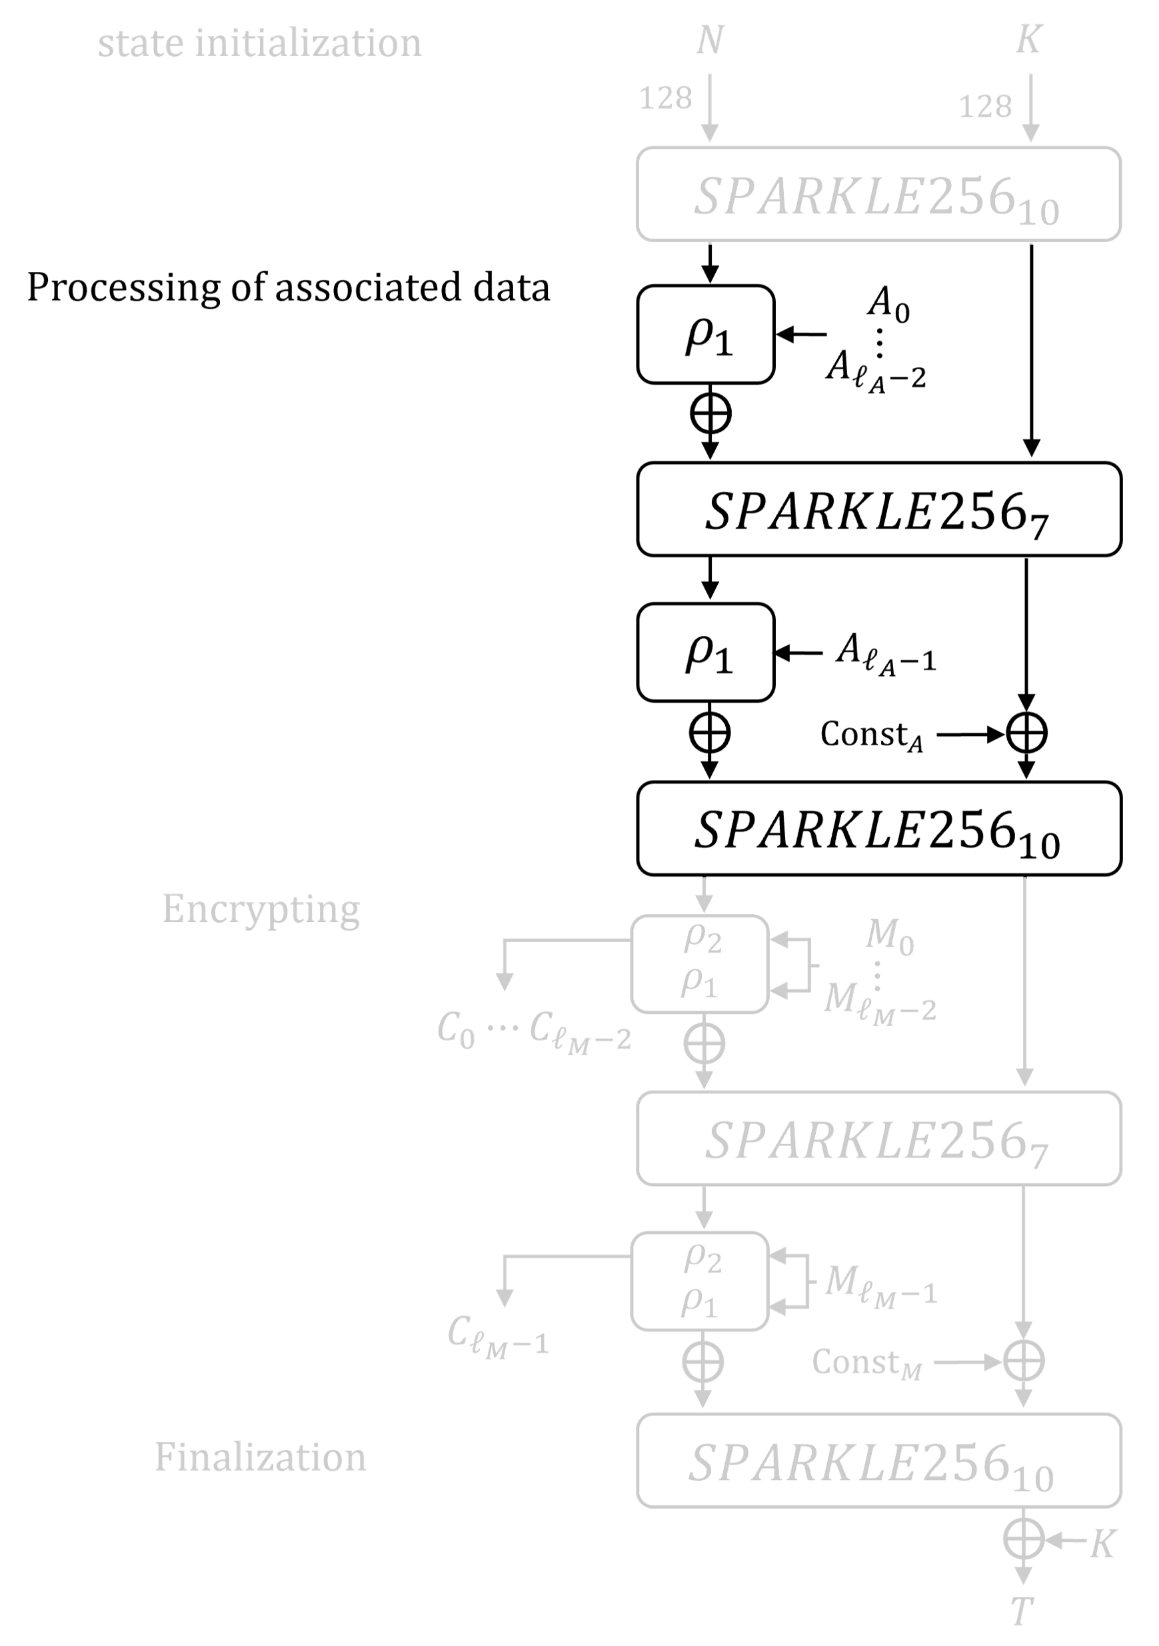 state initialization N K
128 128
SPARKLE256₁₀
Processing of associated data
ρ₁ A₀
⋮
A_{ℓ_A−2}
SPARKLE256₇
ρ₁ A_{ℓ_A−1}
Const_A
SPARKLE256₁₀
Encrypting
ρ₂ M₀
ρ₁ ⋮
M_{ℓ_M−2}
C₀ ⋯ C_{ℓ_M−2}
SPARKLE256₇
ρ₂
ρ₁ M_{ℓ_M−1}
C_{ℓ_M−1}
Const_M
Finalization
SPARKLE256₁₀
K
T